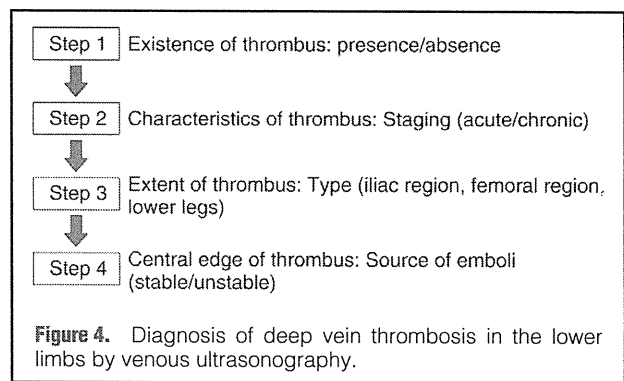 Step 1 Existence of thrombus: presence/absence
Step 2 Characteristics of thrombus: Staging (acute/chronic)
Step 3 Extent of thrombus: Type (iliac region, femoral region,
lower legs)
Step 4 Central edge of thrombus: Source of emboli
(stable/unstable)
Figure 4. Diagnosis of deep vein thrombosis in the lower
limbs by venous ultrasonography.